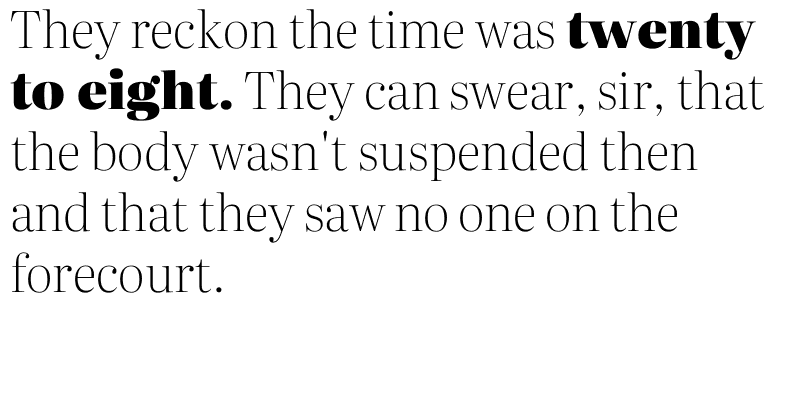 They reckon the time was twenty
to eight. They can swear, sir, that
the body wasn't suspended then
and that they saw no one on the
forecourt.